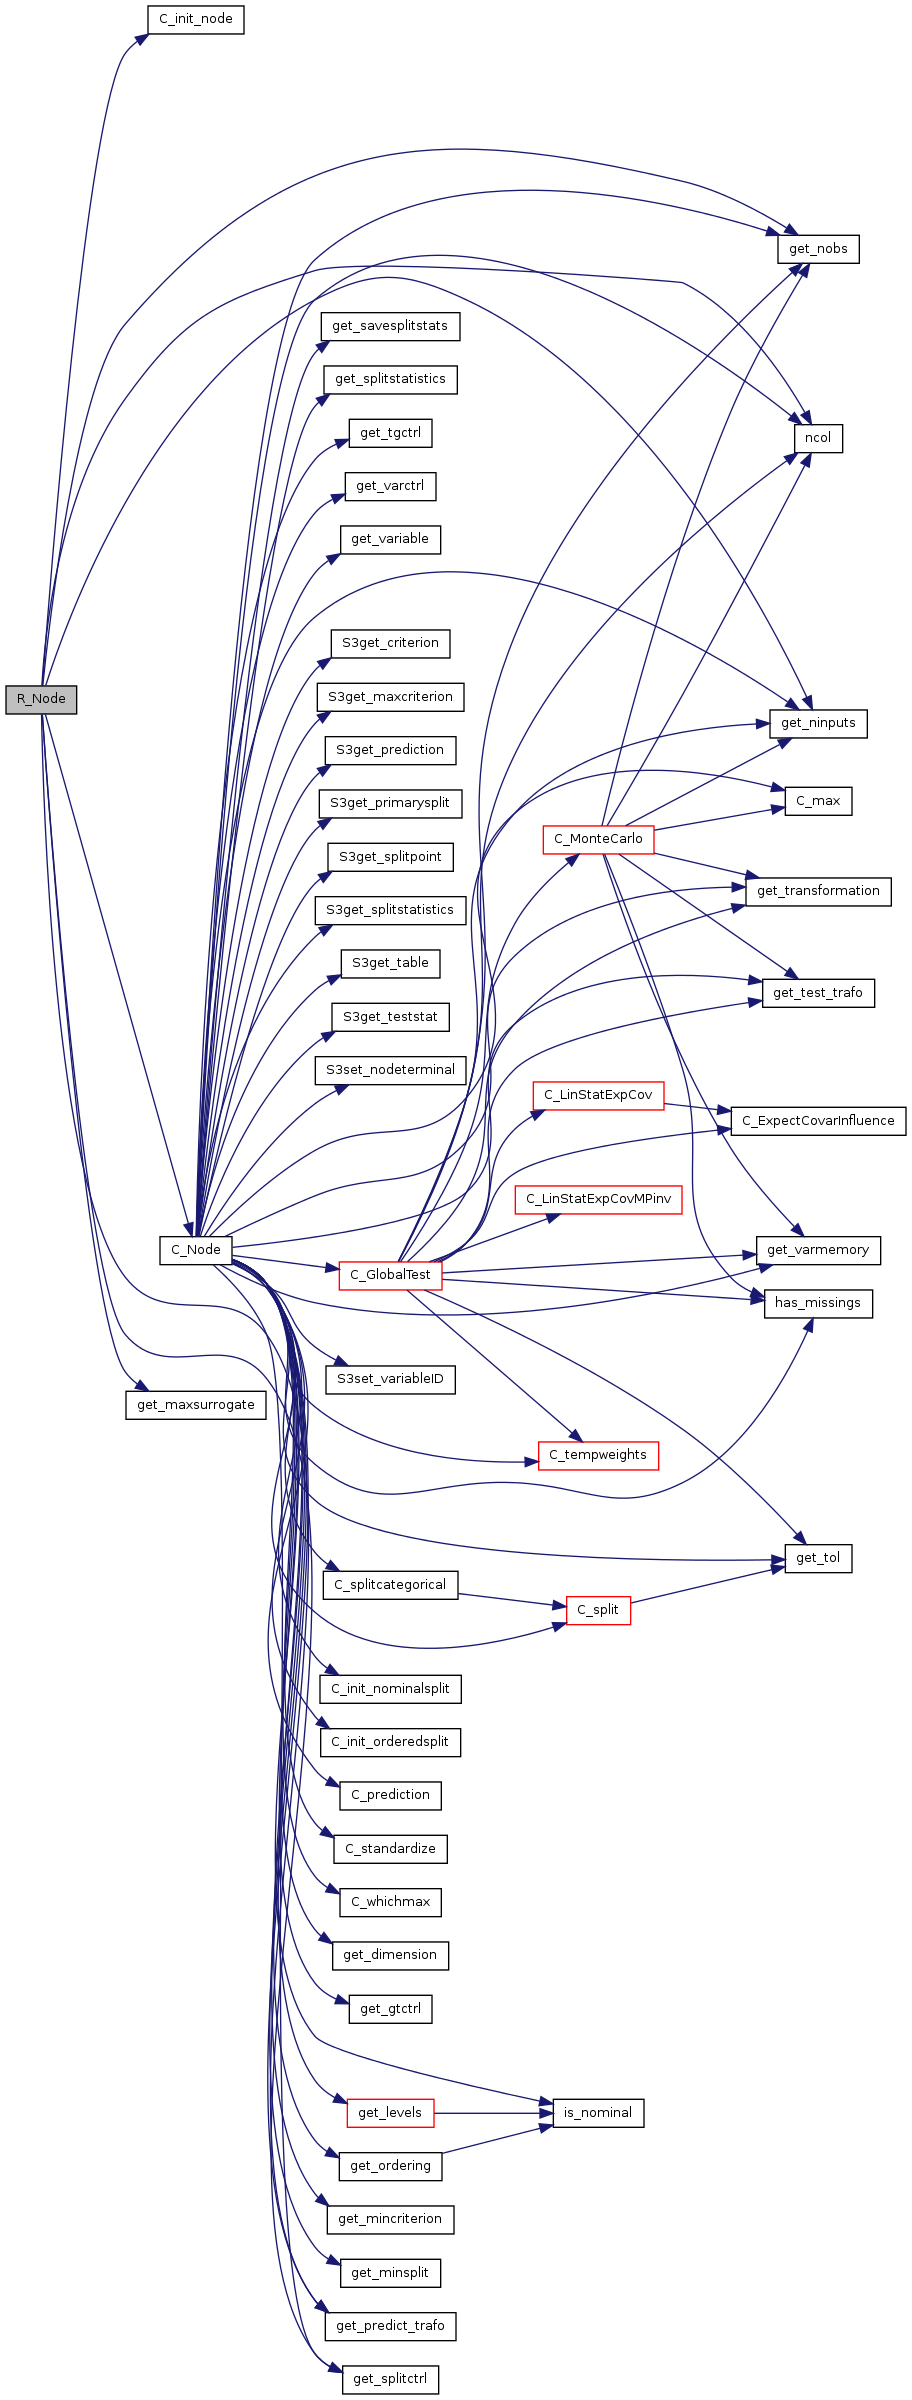 C_init_node
get_nobs
get_savesplitstats
get_splitstatistics
get_tgctrl
ncol
get_varctrl
get_variable
S3get_criterion
S3get_maxcriterion
R_Node
get_ninputs
S3get_prediction
S3get_primarysplit
C_max
C_MonteCarlo
S3get_splitpoint
get_transformation
S3get_splitstatistics
S3get_table
get_test_trafo
S3get_teststat
S3set_nodeterminal
C_LinStatExpCov
C_ExpectCovarInfluence
C_LinStatExpCovMPinv
C_Node
get_varmemory
C_GlobalTest
has_missings
S3set_variableID
get_maxsurrogate
C_tempweights
get_tol
C_splitcategorical
C_split
C_init_nominalsplit
C_init_orderedsplit
C_prediction
C_standardize
C_whichmax
get_dimension
get_gtctrl
get_levels
is_nominal
get_ordering
get_mincriterion
get_minsplit
get_predict_trafo
get_splitctrl